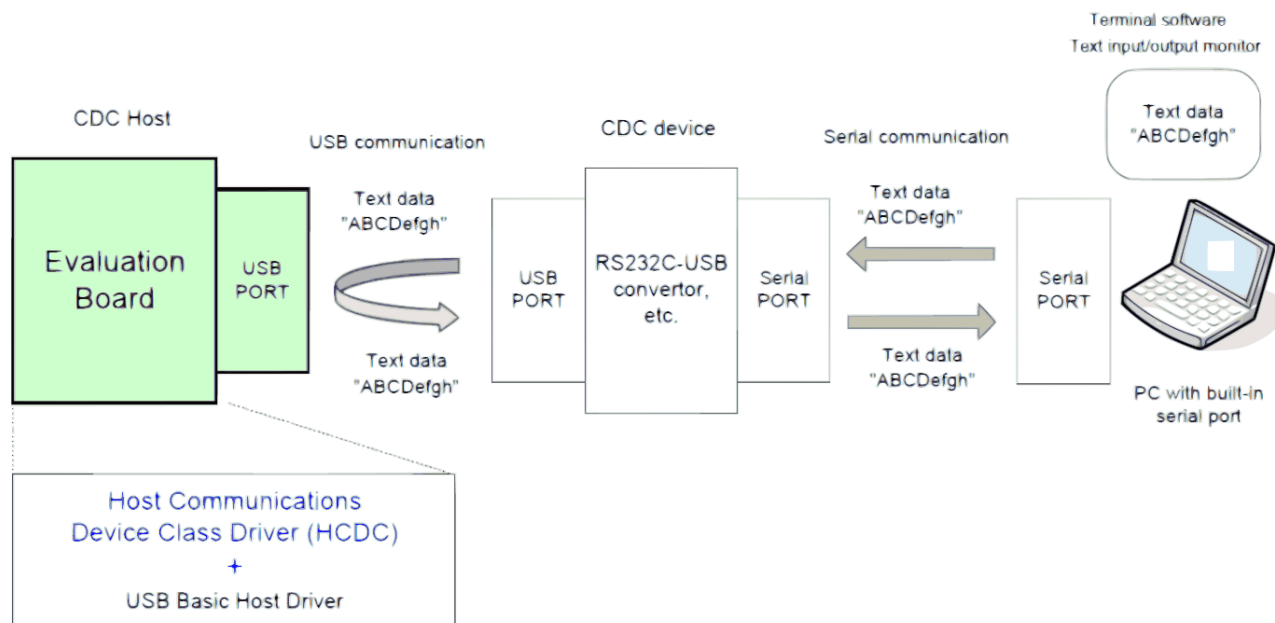 Terminal software
Text input/output monitor
Text data
"ABCDefgh"
CDC Host
USB communication
CDC device
Serial communication
Text data
"ABCDefgh"
Text data
"ABCDefgh"
Evaluation
Board
USB
PORT
USB
PORT
RS232C-USB
convertor,
etc.
Serial
PORT
Serial
PORT
Text data
"ABCDefgh"
Text data
"ABCDefgh"
PC with built-in
serial port
Host Communications
Device Class Driver (HCDC)
+
USB Basic Host Driver